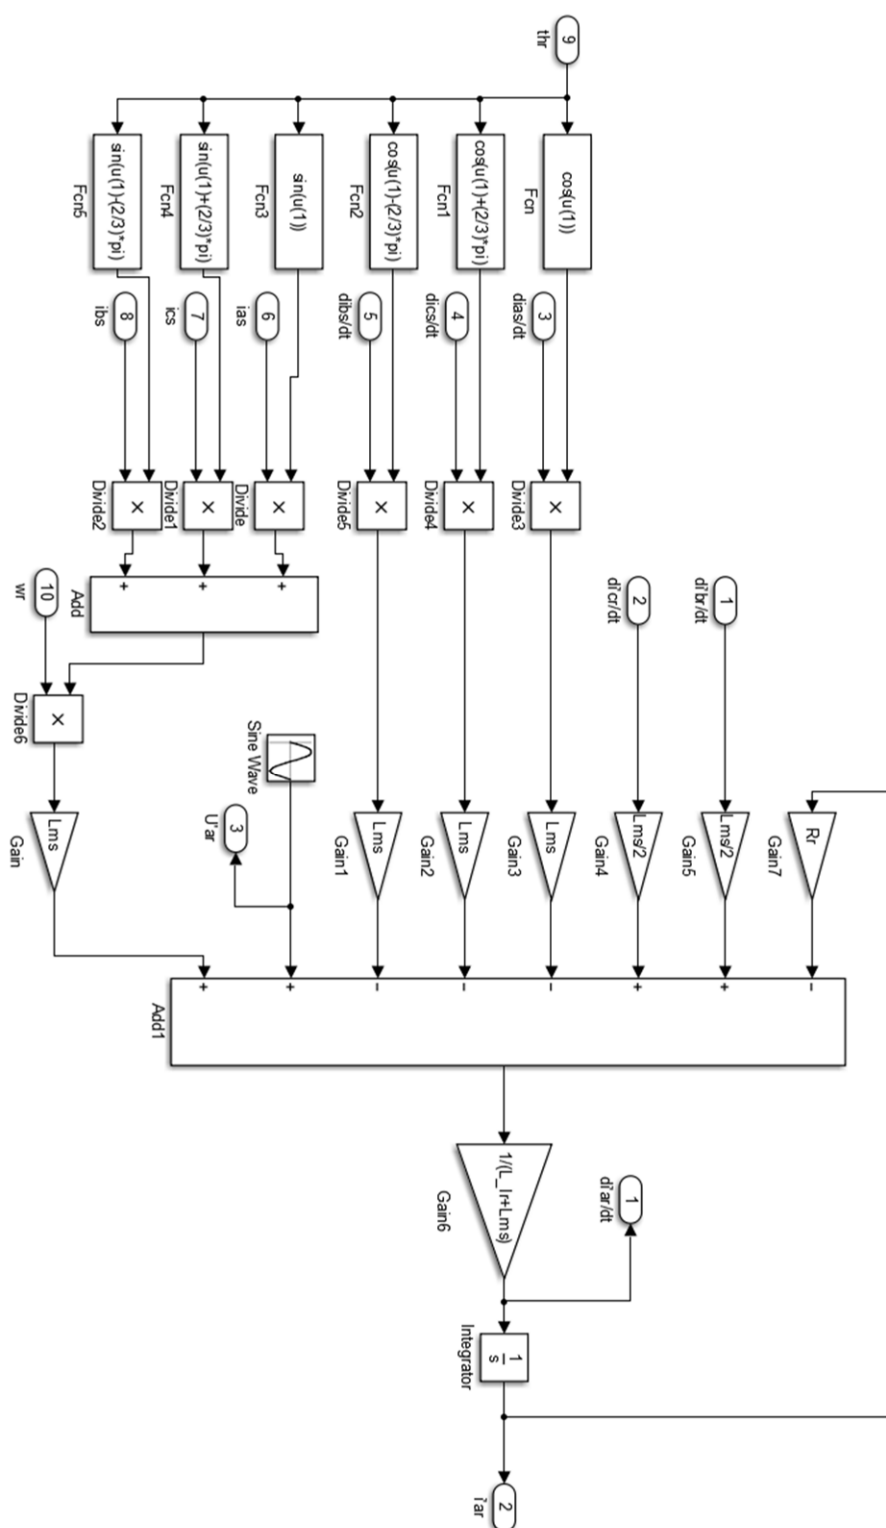 9
thr
cos(u(1))
Fcn
cos(u(1)+(2/3)*pi)
Fcn1
cos(u(1)-(2/3)*pi)
Fcn2
sin(u(1))
Fcn3
sin(u(1)+(2/3)*pi)
Fcn4
sin(u(1)-(2/3)*pi)
Fcn5
3
dias/dt
4
dics/dt
5
dibs/dt
6
ias
7
ics
8
ibs
×
Divide3
×
Divide4
×
Divide5
×
Divide
×
Divide1
×
Divide2
1
di'br/dt
2
di'cr/dt
+
+
+
Add
10
wr
×
Divide6
Sine Wave
3
U'ar
Rr
Gain7
Lms/2
Gain5
Lms/2
Gain4
Lms
Gain3
Lms
Gain2
Lms
Gain1
Lms
Gain
−
+
+
−
−
−
+
+
Add1
1/(L_lr+Lms)
Gain6
1
di'ar/dt
1
s
Integrator
2
i'ar